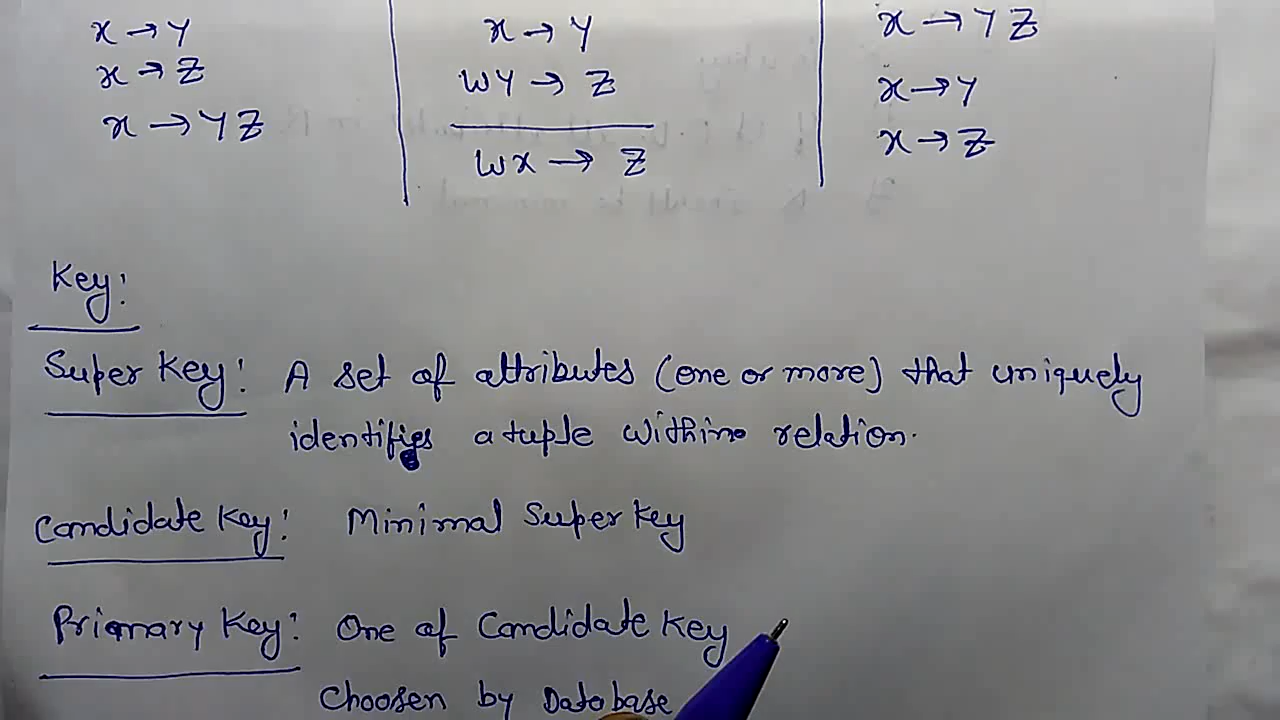 x → Y
x → Z
x → YZ
x → Y
WY → Z
WX → Z
x → YZ
x → Y
x → Z
Key:
Super Key: A set of attributes (one or more) that uniquely
identifies a tuple within relation.
Candidate Key: Minimal Super Key
Primary Key: One of Candidate Key
Choosen by Database